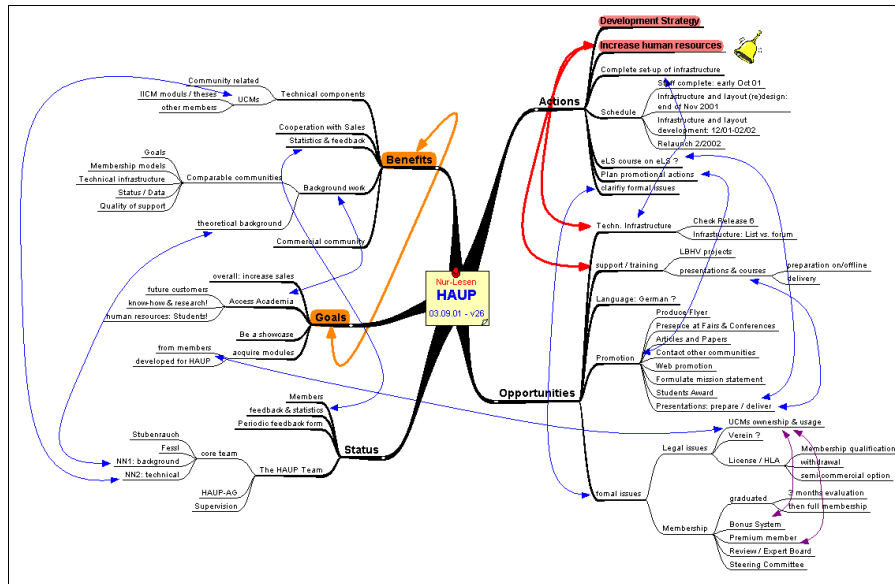 Nur-Lesen
HAUP
03.09.01 - v26
Benefits
Technical components
Community related
UCMs
IICM moduls / theses
other members
Cooperation with Sales
Statistics & feedback
Background work
Comparable communities
Goals
Membership models
Technical infrastructure
Status / Data
Quality of support
theoretical background
Commercial community
Goals
overall: increase sales
Access Academia
future customers
know-how & research!
human resources: Students!
Be a showcase
acquire modules
from members
developed for HAUP
Status
Members
feedback & statistics
Periodic feedback form
The HAUP Team
core team
Stubenrauch
Fessl
NN1: background
NN2: technical
HAUP-AG
Supervision
Actions
Development Strategy
Increase human resources
Complete set-up of infrastructure
Schedule
Staff complete: early Oct 01
Infrastructure and layout (re)design:
end of Nov 2001
Infrastructure and layout
development: 12/01-02/02
Relaunch 2/2002
eLS course on eLS ?
Plan promotional actions
clarifiy formal issues
Opportunities
Techn. Infrastructure
Check Release 6
Infrastructure: List vs. forum
support / training
LBHV projects
presentations & courses
preparation on/offline
delivery
Language: German ?
Promotion
Produce Flyer
Presence at Fairs & Conferences
Articles and Papers
Contact other communities
Web promotion
Formulate mission statement
Students Award
Presentations: prepare / deliver
fomal issues
Legal issues
UCMs ownership & usage
Verein ?
License / HLA
Membership qualification
withdrawal
semi-commercial option
Membership
graduated
3 months evaluation
then full membership
Bonus System
Premium member
Review / Expert Board
Steering Committee